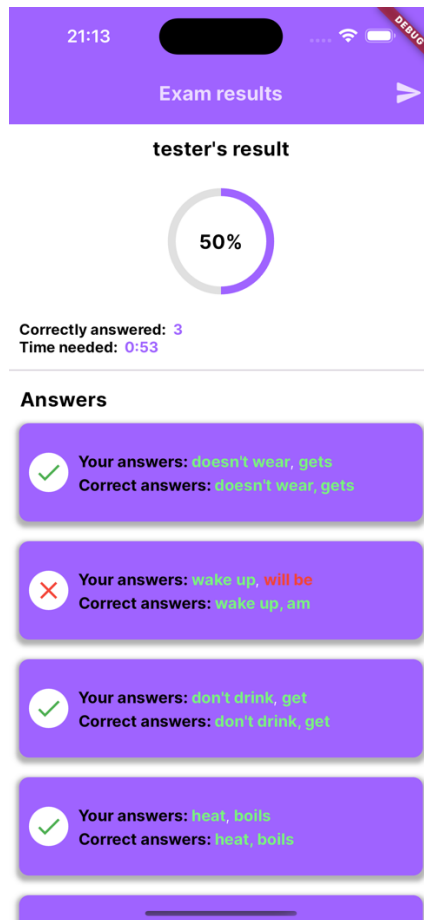 21:13
DEBUG
Exam results
tester's result
50%
Correctly answered: 3
Time needed: 0:53
Answers
Your answers: doesn't wear, gets
Correct answers: doesn't wear, gets
Your answers: wake up, will be
Correct answers: wake up, am
Your answers: don't drink, get
Correct answers: don't drink, get
Your answers: heat, boils
Correct answers: heat, boils